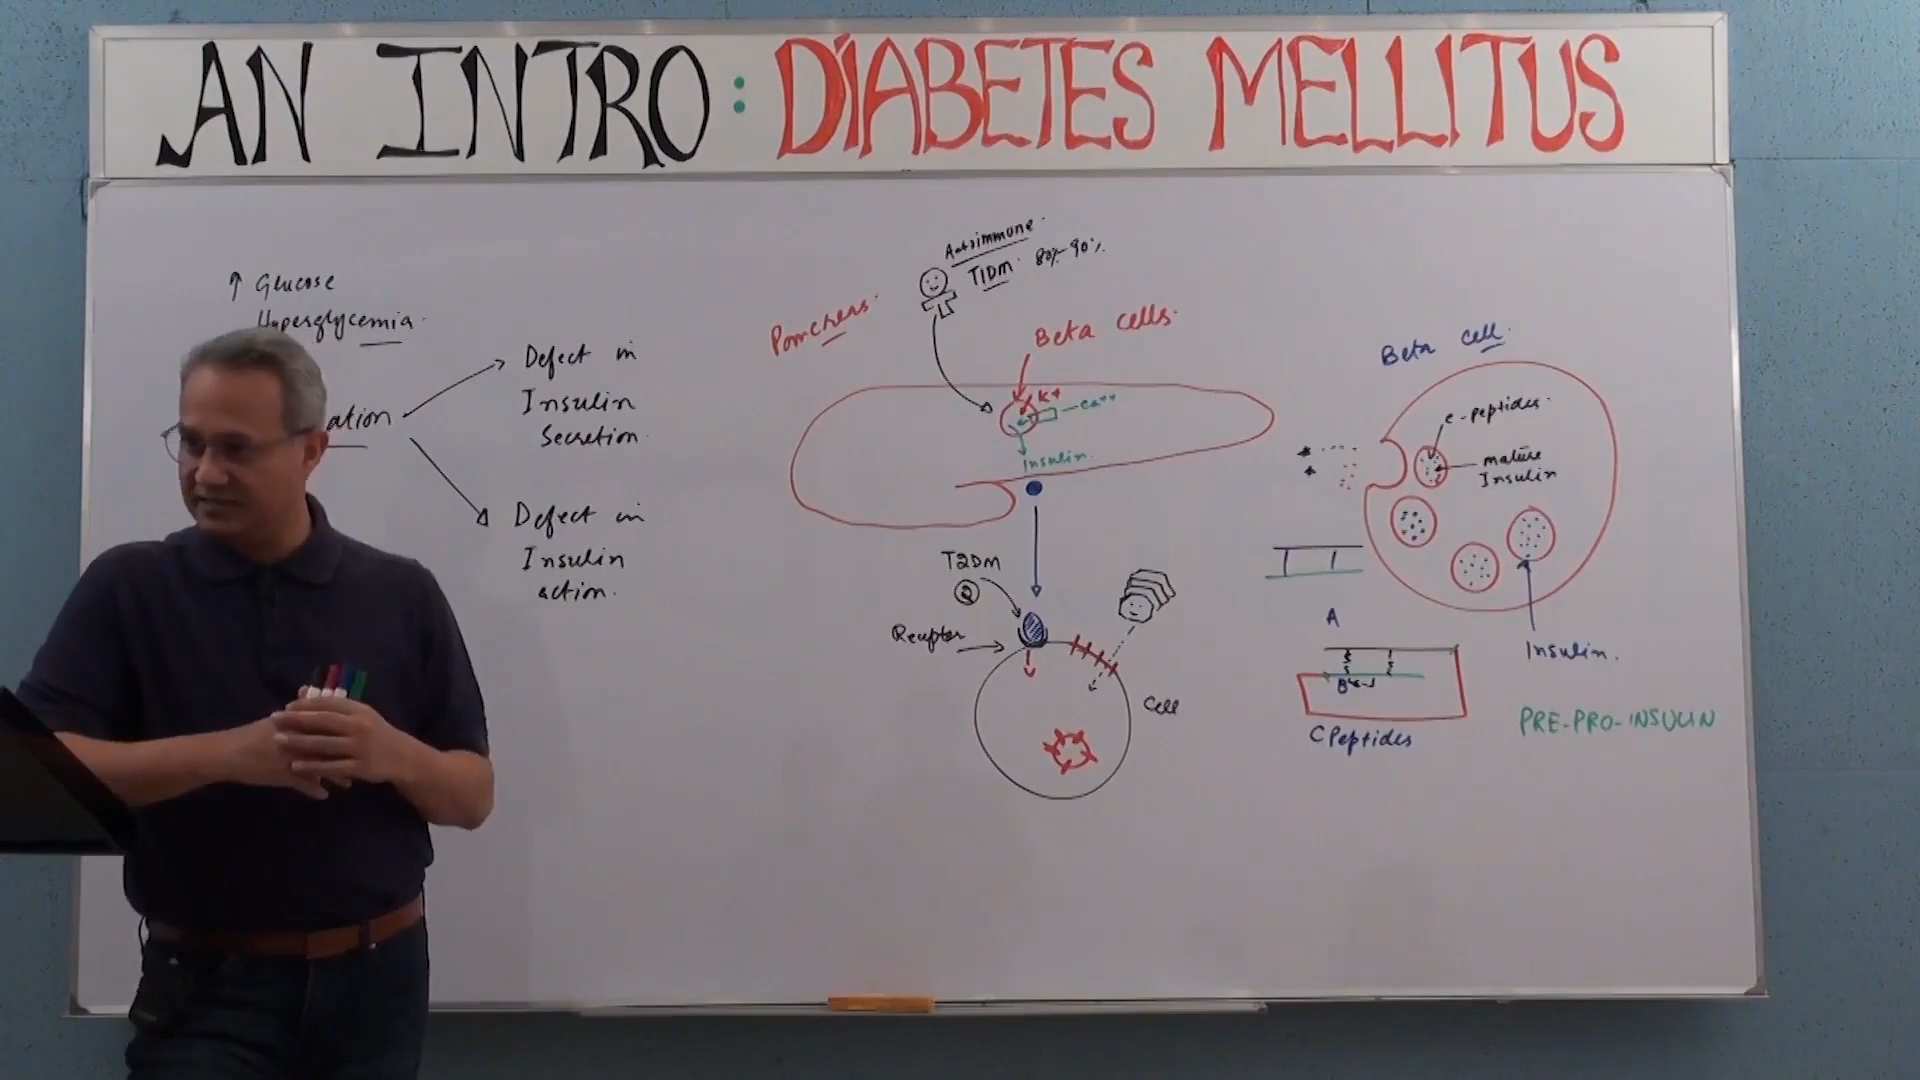 AN INTRO: DIABETES MELLITUS
↑ Glucose
Hyperglycemia.
ation
Defect in
Insulin
Secretion.
Defect in
Insulin
action.
Autoimmune
T1DM. 80%-90%
Pancreas.
Beta cells.
K+
Ca++
Insulin.
T2DM
2
Receptor
Cell
Beta cell.
c-peptides.
mature
Insulin
Insulin.
A
C Peptides
PRE-PRO-INSULIN